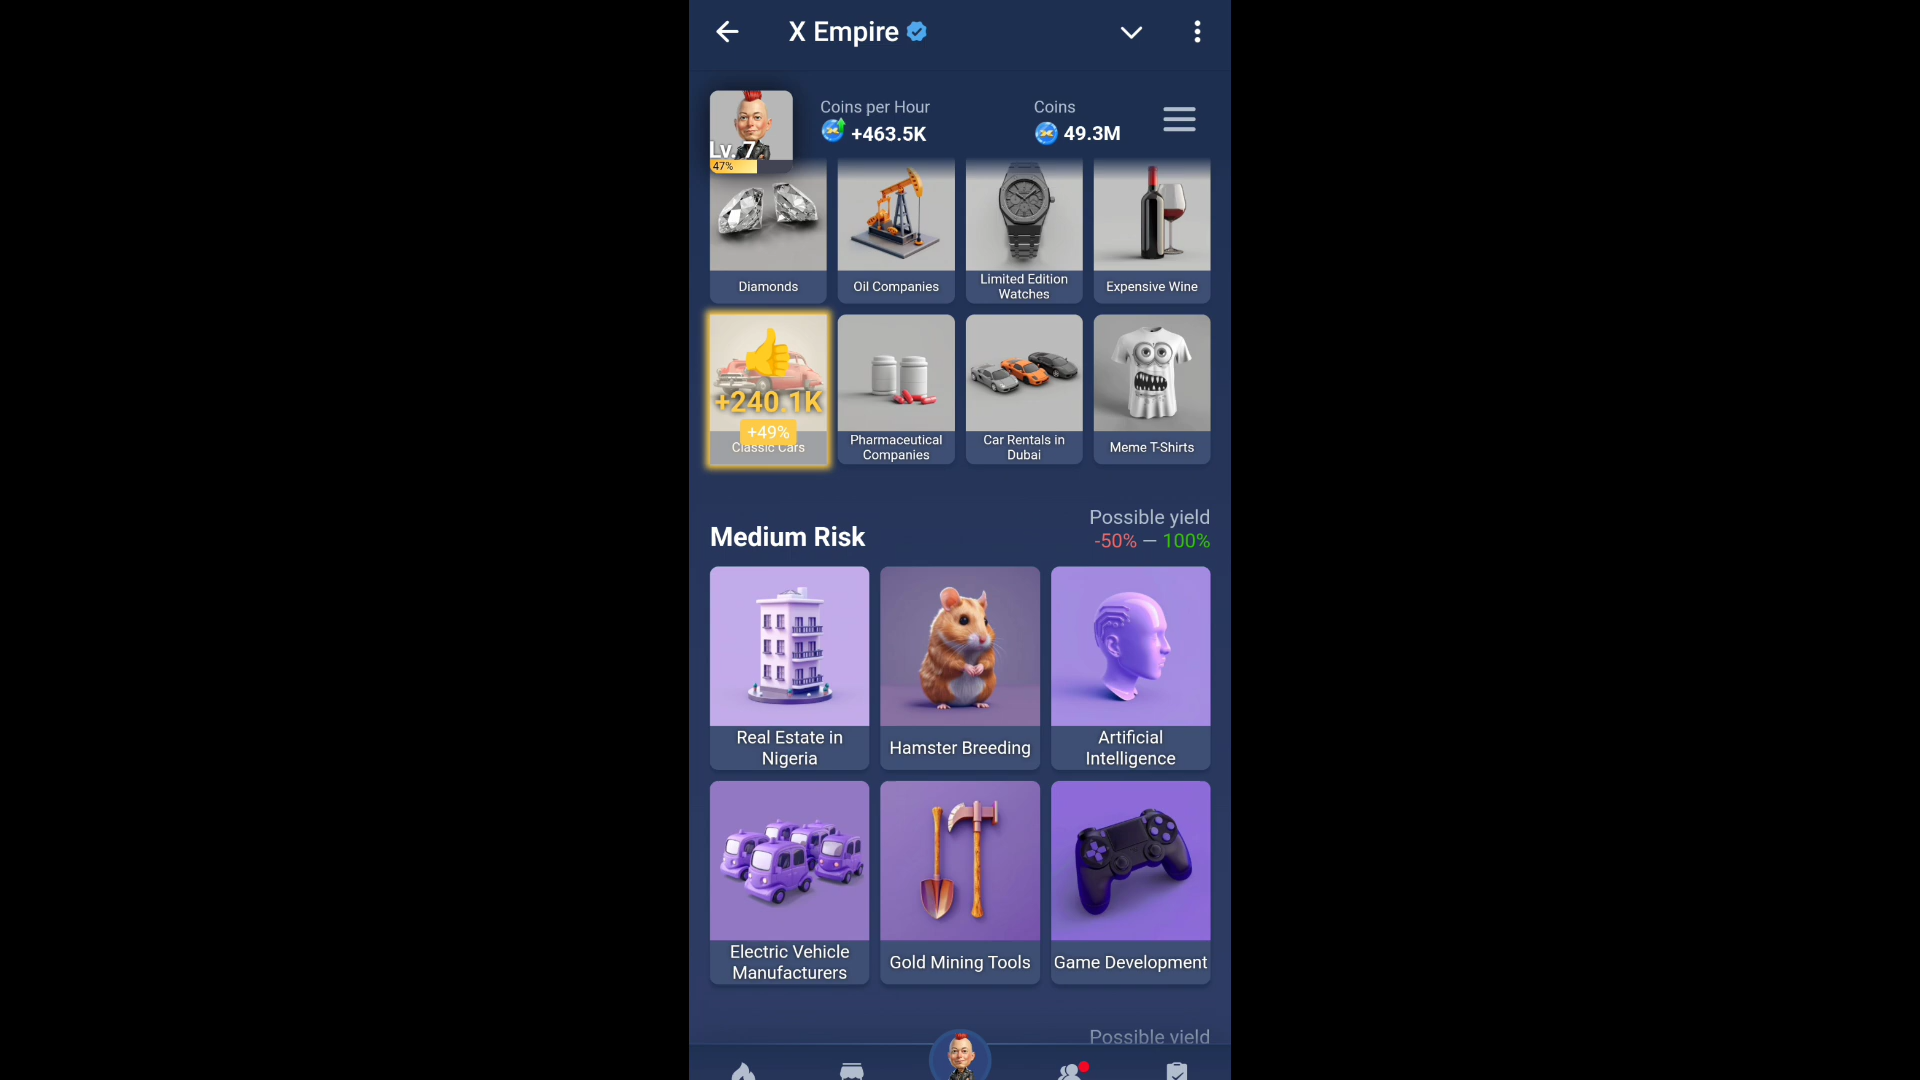 X Empire
Coins per Hour
+463.5K
Coins
49.3M
Lv. 7
47%
Diamonds
Oil Companies
Limited Edition
Watches
Expensive Wine
+240.1K
+49%
Classic Cars
Pharmaceutical
Companies
Car Rentals in
Dubai
Meme T-Shirts
Medium Risk
Possible yield
-50% — 100%
Real Estate in
Nigeria
Hamster Breeding
Artificial
Intelligence
Electric Vehicle
Manufacturers
Gold Mining Tools
Game Development
Possible yield